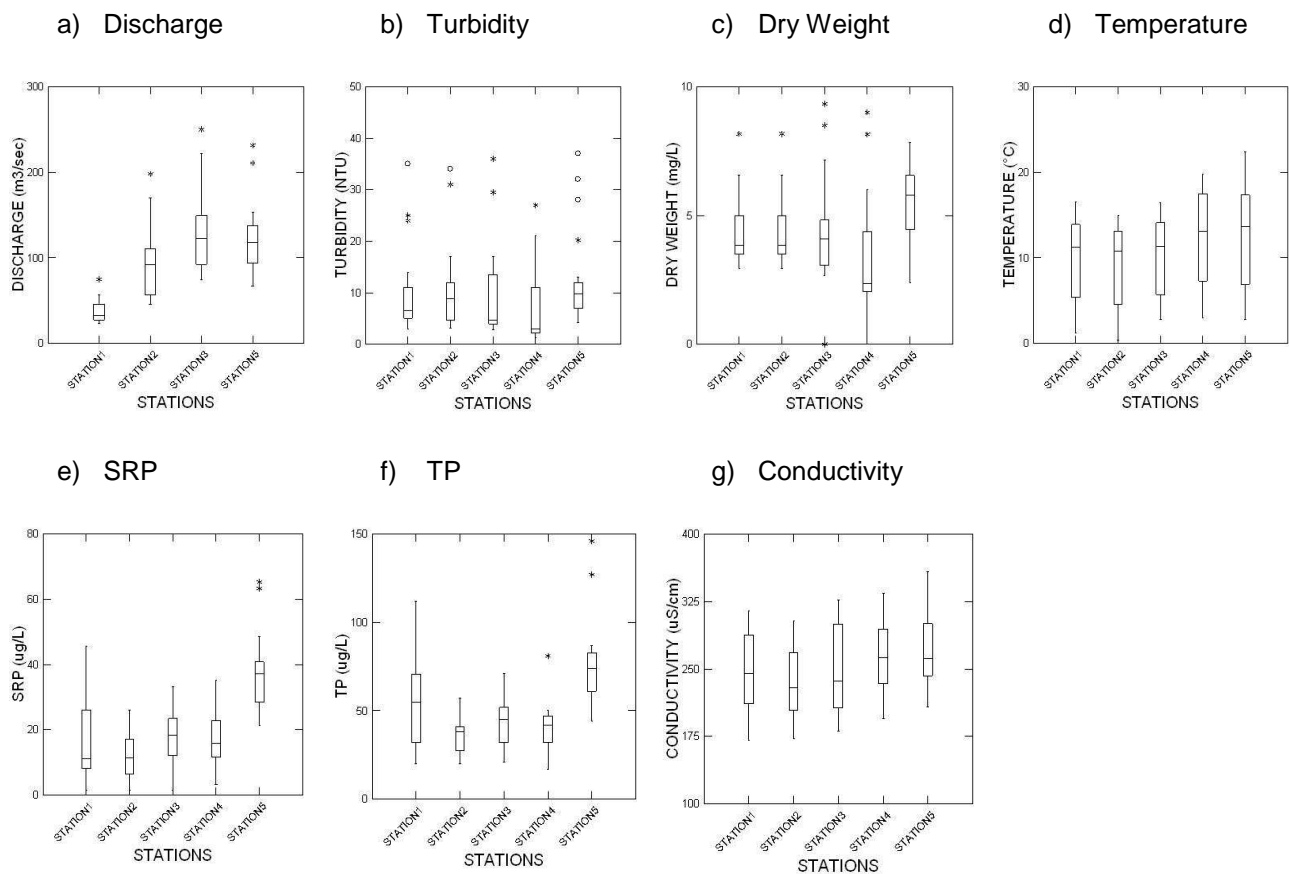 a) Discharge
b) Turbidity
c) Dry Weight
d) Temperature
300
200
100
0
DISCHARGE (m3/sec)
STATION1
STATION2
STATION3
STATION5
STATIONS
50
40
30
20
10
0
TURBIDITY (NTU)
STATION1
STATION2
STATION3
STATION4
STATION5
STATIONS
10
5
0
DRY WEIGHT (mg/L)
STATION1
STATION2
STATION3
STATION4
STATION5
STATIONS
30
20
10
0
TEMPERATURE (°C)
STATION1
STATION2
STATION3
STATION4
STATION5
STATIONS
e) SRP
f) TP
g) Conductivity
80
60
40
20
0
SRP (ug/L)
STATION1
STATION2
STATION3
STATION4
STATION5
STATIONS
150
100
50
0
TP (ug/L)
STATION1
STATION2
STATION3
STATION4
STATION5
STATIONS
400
325
250
175
100
CONDUCTIVITY (uS/cm)
STATION1
STATION2
STATION3
STATION4
STATION5
STATIONS